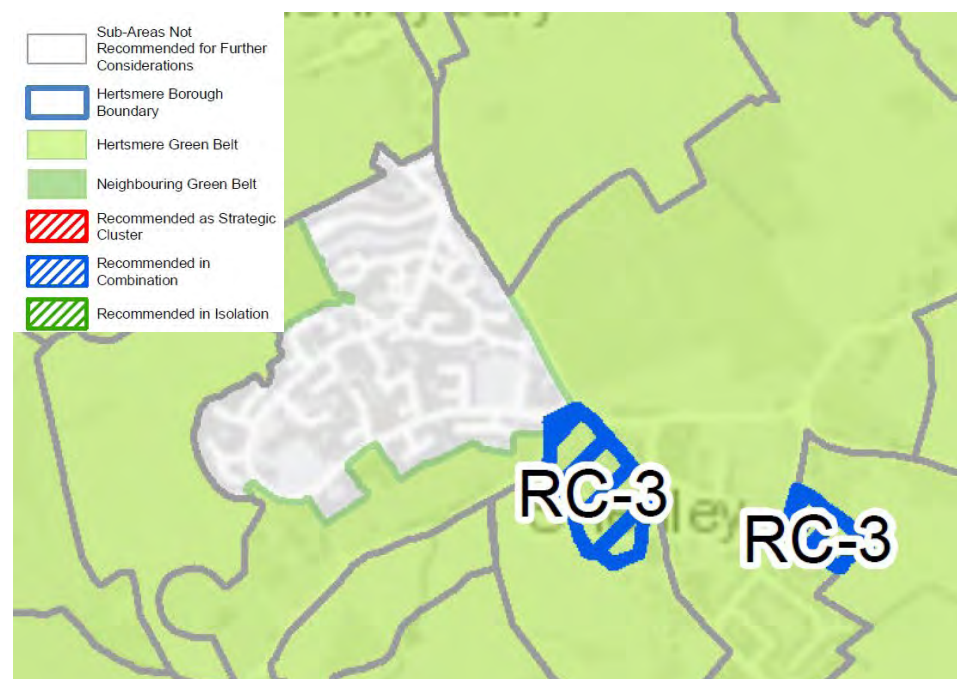 Sub-Areas Not
Recommended for Further
Considerations
Hertsmere Borough
Boundary
Hertsmere Green Belt
Neighbouring Green Belt
Recommended as Strategic
Cluster
Recommended in
Combination
Recommended in Isolation
RC-3
RC-3